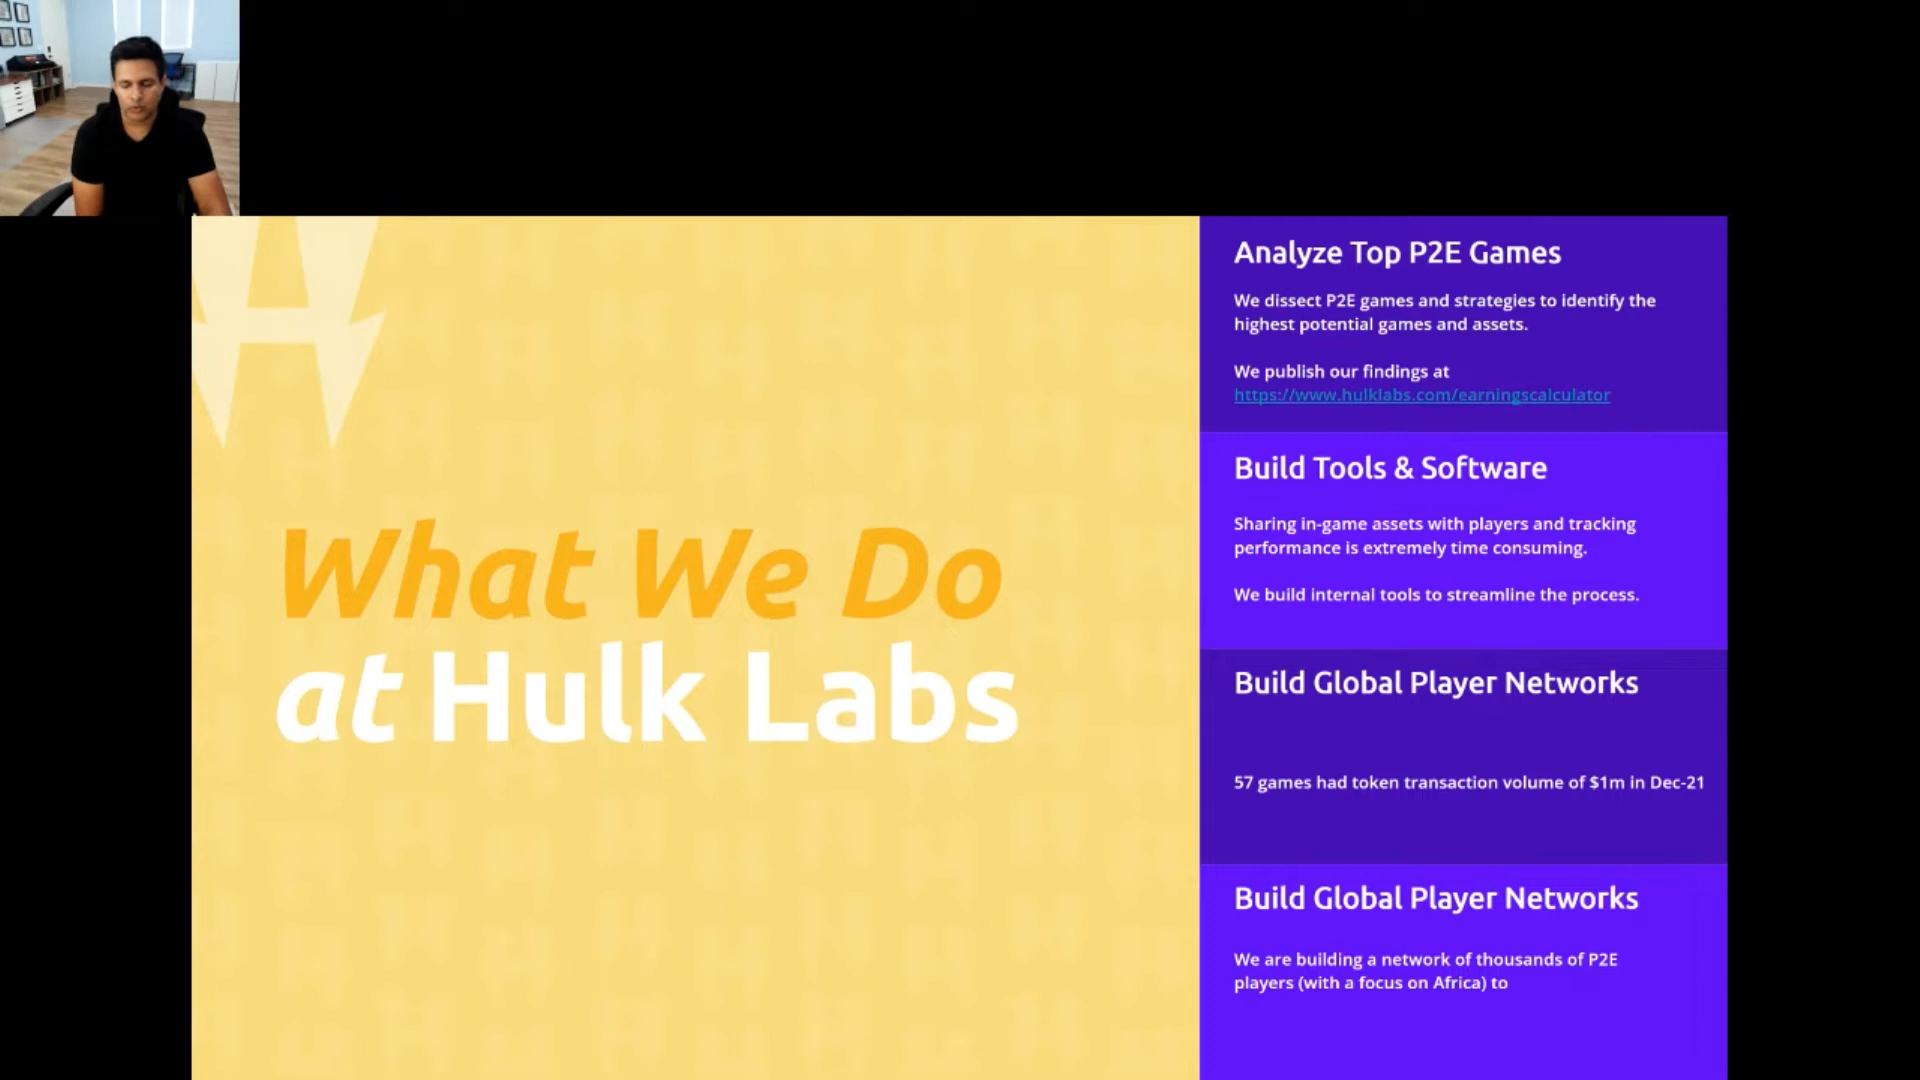 What We Do
at Hulk Labs
Analyze Top P2E Games
We dissect P2E games and strategies to identify the
highest potential games and assets.
We publish our findings at
https://www.hulklabs.com/earningscalculator
Build Tools & Software
Sharing in-game assets with players and tracking
performance is extremely time consuming.
We build internal tools to streamline the process.
Build Global Player Networks
57 games had token transaction volume of $1m in Dec-21
Build Global Player Networks
We are building a network of thousands of P2E
players (with a focus on Africa) to